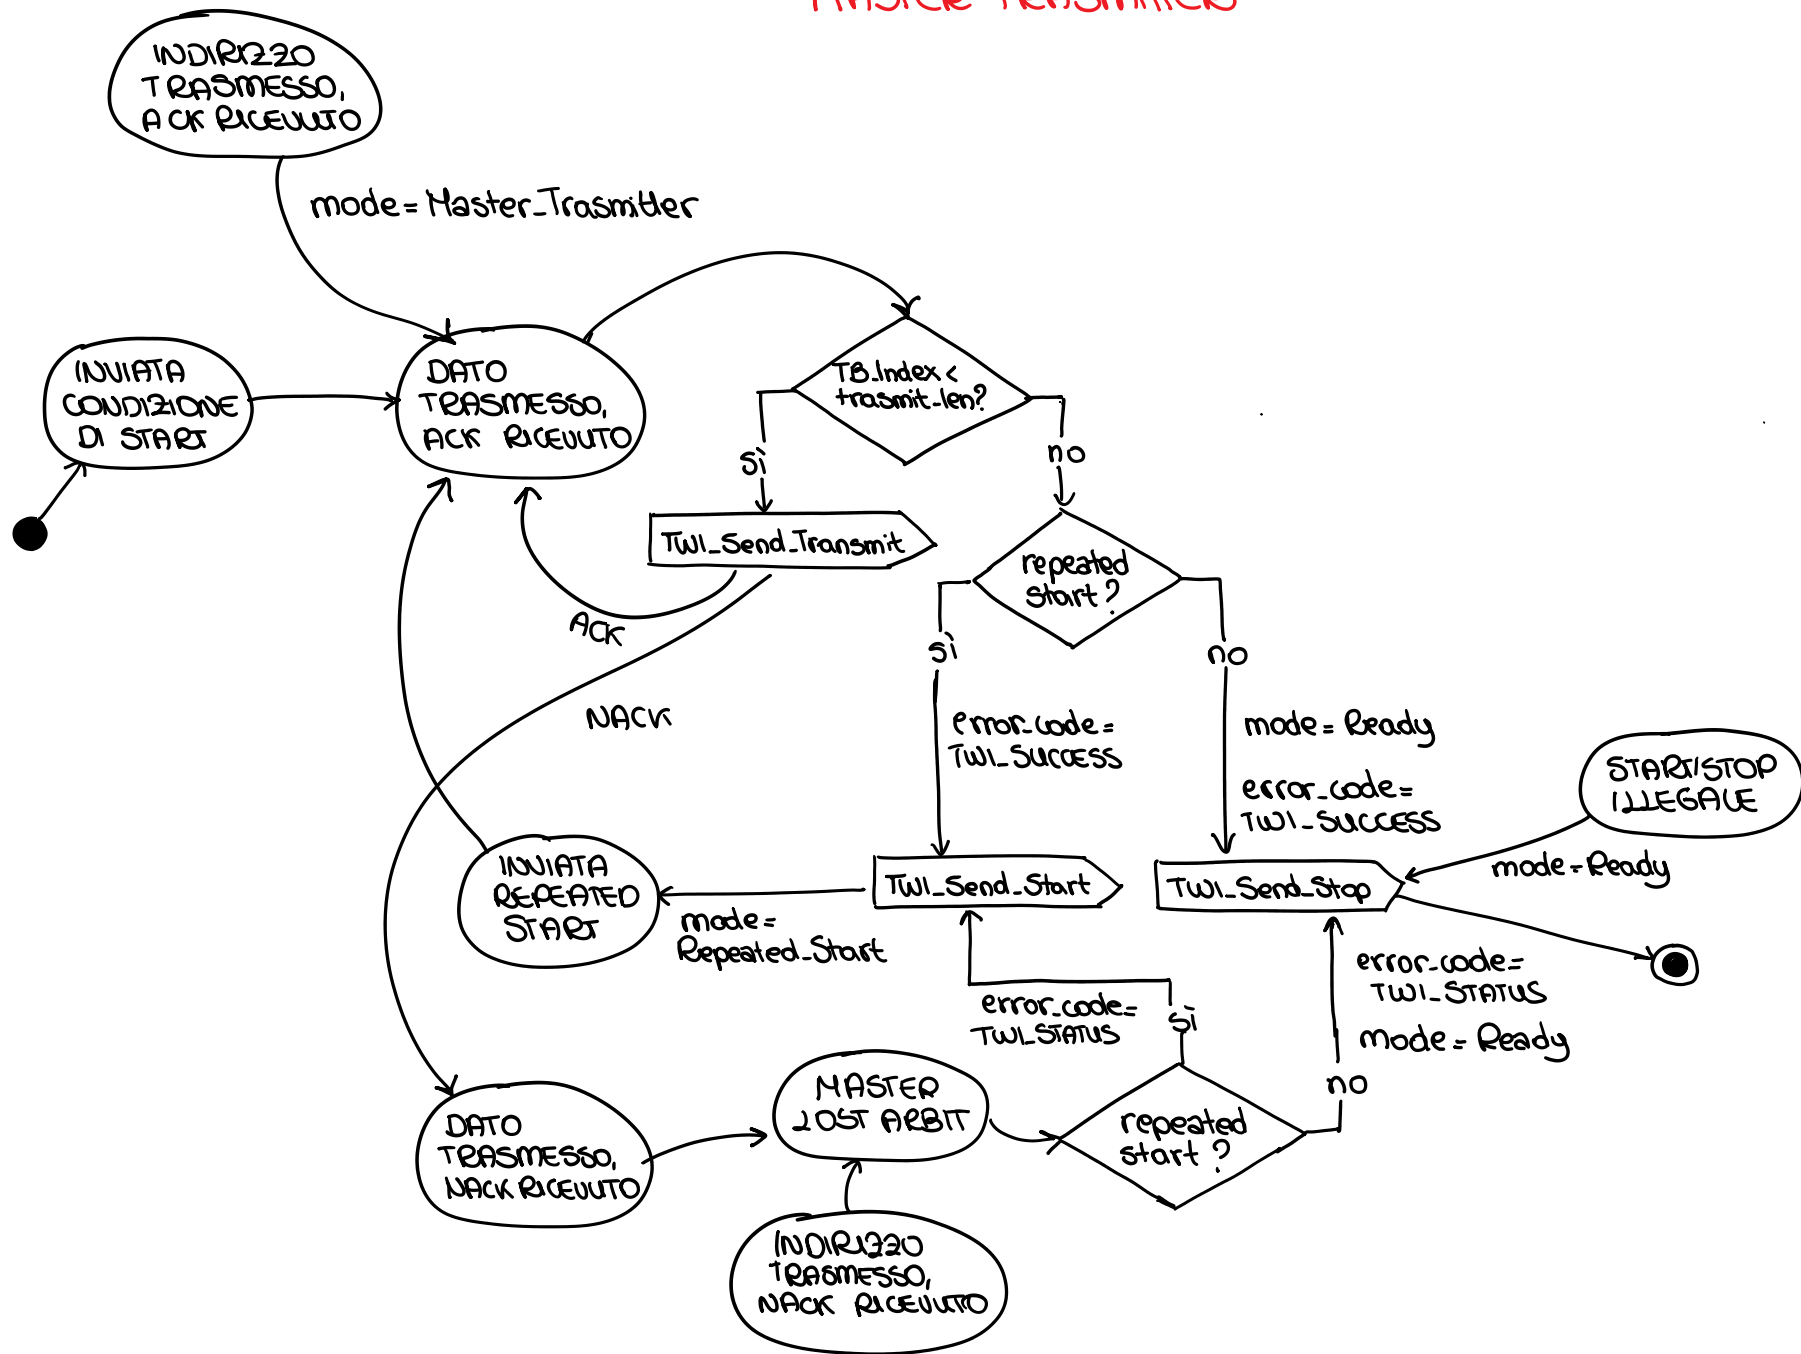 MASTER TRASMITTER
INDIRIZZO
TRASMESSO,
ACK RICEVUTO
mode = Master_Trasmitter
INVIATA
CONDIZIONE
DI START
DATO
TRASMESSO,
ACK RICEVUTO
TB_Index <
trasmit_len?
sì
no
TWI_Send_Transmit
repeated
start?
ACK
sì
no
NACK
error_code =
TWI_SUCCESS
mode = Ready
error_code =
TWI_SUCCESS
START/STOP
ILLEGALE
mode = Ready
INVIATA
REPEATED
START
TWI_Send_Start
TWI_Send_Stop
mode =
Repeated_Start
error_code =
TWI_STATUS
sì
error_code =
TWI_STATUS
mode = Ready
no
DATO
TRASMESSO,
NACK RICEVUTO
MASTER
LOST ARBIT
repeated
start?
INDIRIZZO
TRASMESSO,
NACK RICEVUTO